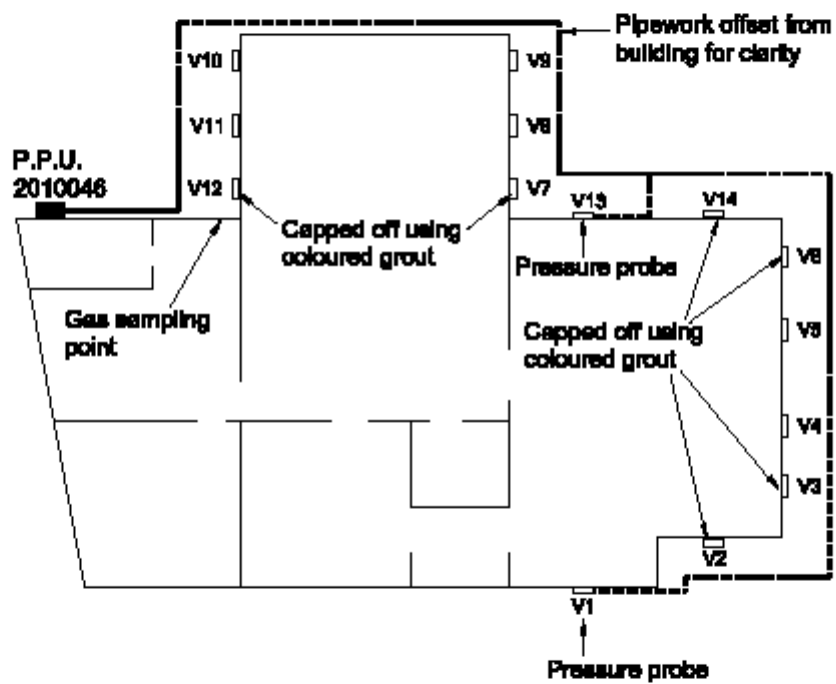 Pipework offset from
building for clarity
V10
V9
V11
V8
P.P.U.
2010046
V12
V7
V13
V14
Capped off using
coloured grout
Pressure probe
V6
Gas sampling
point
Capped off using
coloured grout
V5
V4
V3
V2
V1
Pressure probe